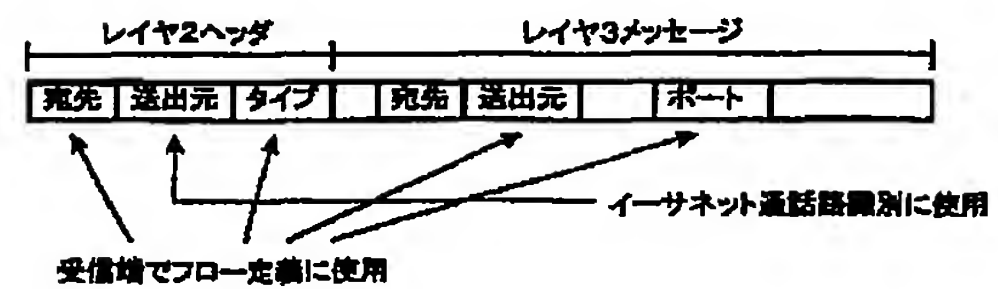 レイヤ2ヘッダ レイヤ3メッセージ
宛先 送出元 タイプ 宛先 送出元 ポート
イーサネット通話路識別に使用
受信端でフロー定義に使用